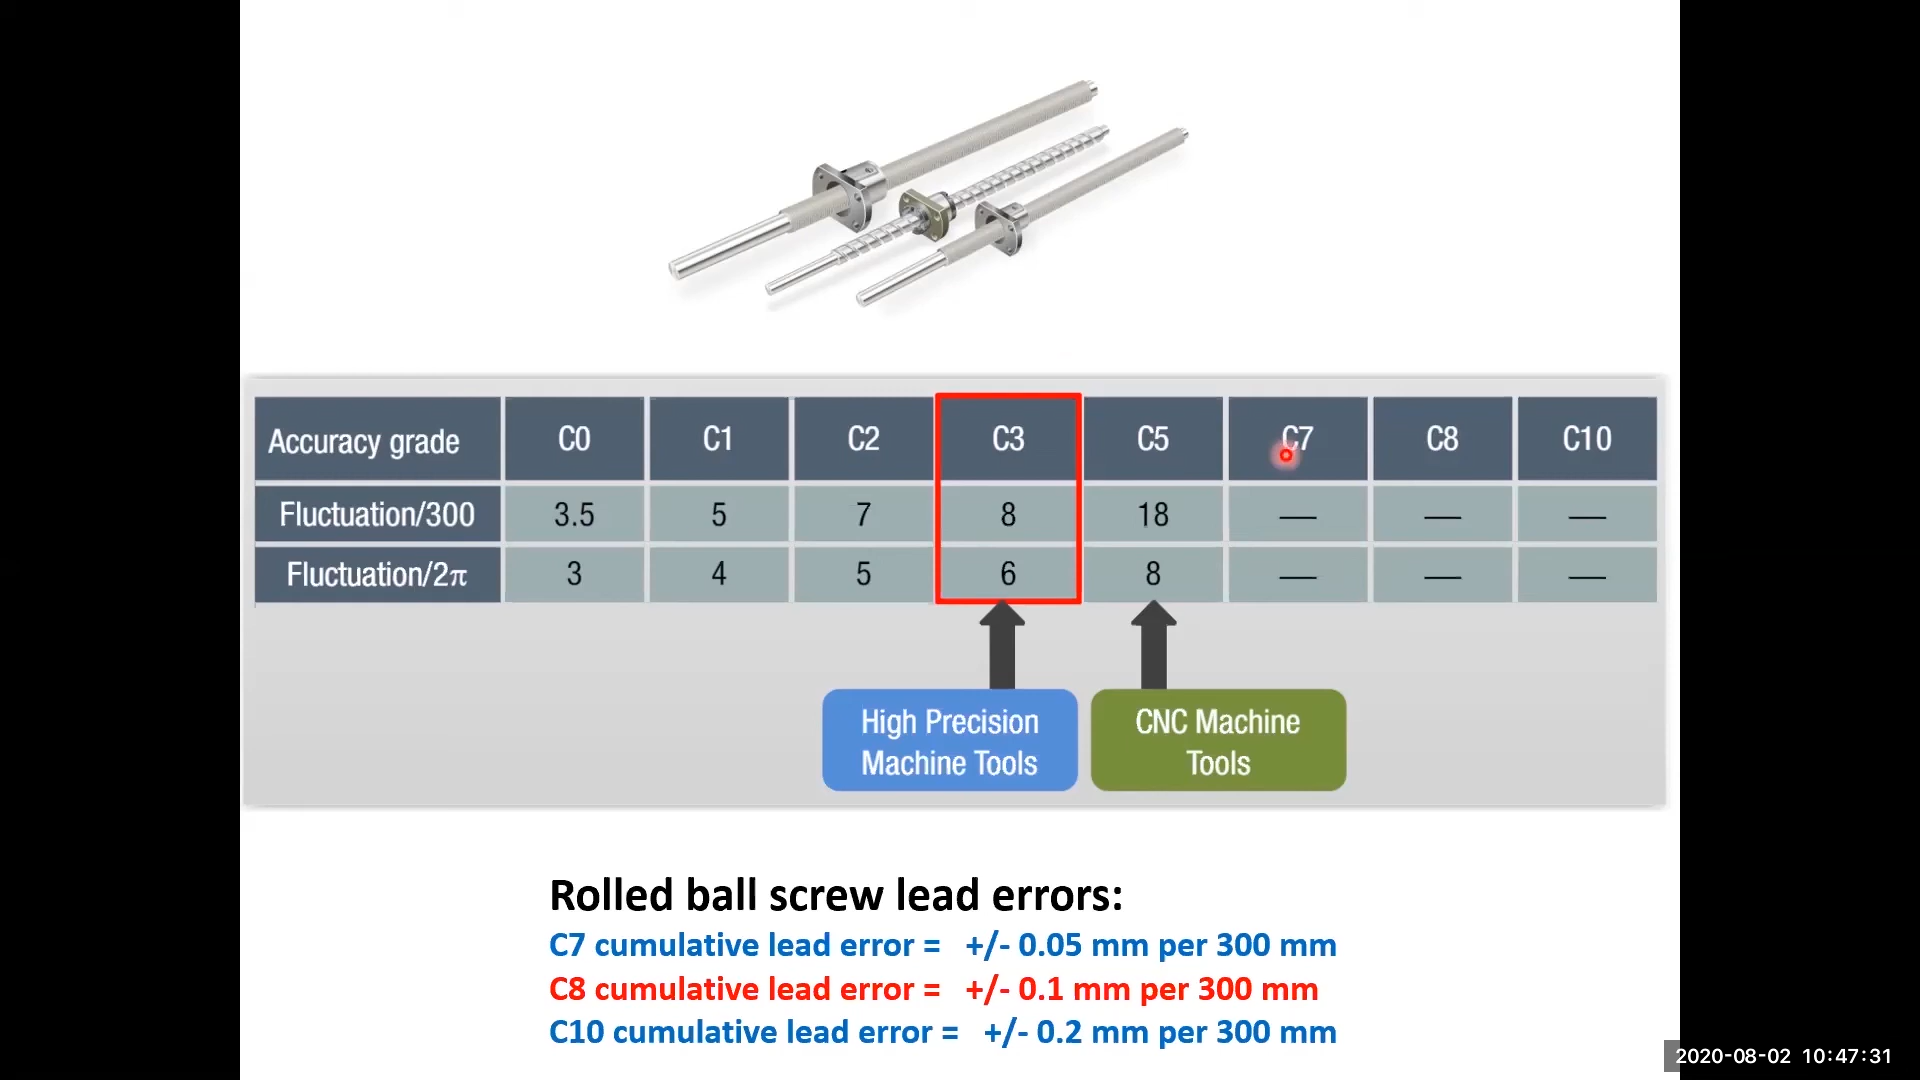 Accuracy grade C0 C1 C2 C3 C5 C7 C8 C10
Fluctuation/300 3.5 5 7 8 18 — — —
Fluctuation/2π 3 4 5 6 8 — — —
High Precision
Machine Tools
CNC Machine
Tools
Rolled ball screw lead errors:
C7 cumulative lead error = +/- 0.05 mm per 300 mm
C8 cumulative lead error = +/- 0.1 mm per 300 mm
C10 cumulative lead error = +/- 0.2 mm per 300 mm
2020-08-02 10:47:31